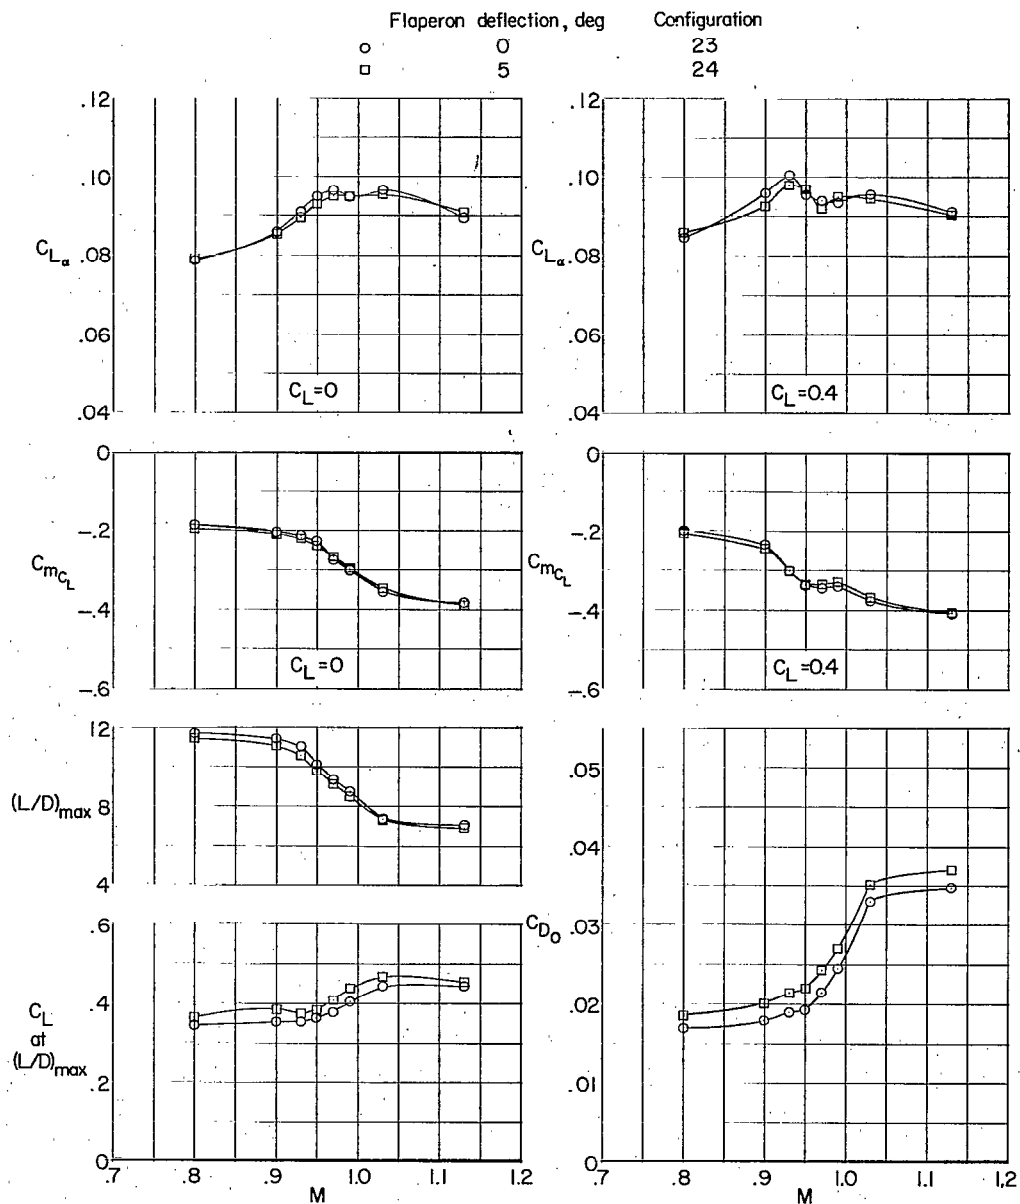 Flaperon deflection, deg Configuration
0 23
5 24
.12 .12
.10 .10
C_Lα .08 C_Lα .08
.06 .06
C_L=0 C_L=0.4
.04 .04
0 0
-.2 -.2
C_mC_L C_mC_L
-.4 -.4
C_L=0 C_L=0.4
-.6 -.6
12 .05
(L/D)max 8 .04
4
.6 C_D0 .03
C_L .4 .02
at
(L/D)max
.2 .01
0 0
.7 .8 .9 1.0 1.1 1.2 .7 .8 .9 1.0 1.1 1.2
M M